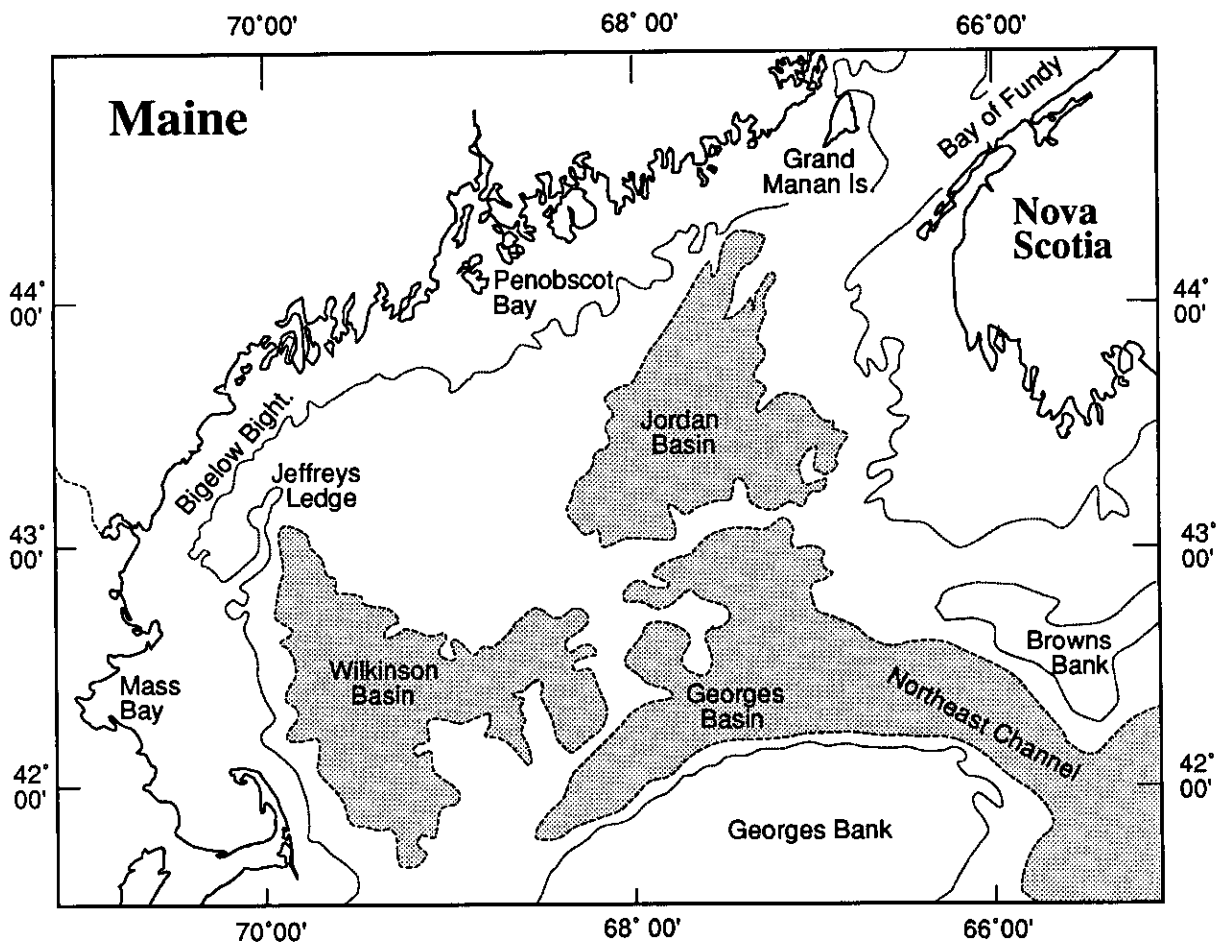 70°00'
68°00'
66°00'
Maine
Bay of Fundy
Grand
Manan Is.
Nova
Scotia
44°
00'
Penobscot
Bay
44°
00'
Bigelow Bight.
Jordan
Basin
Jeffreys
Ledge
43°
00'
43°
00'
Browns
Bank
Mass
Bay
Wilkinson
Basin
Georges
Basin
Northeast Channel
42°
00'
42°
00'
Georges Bank
70°00'
68°00'
66°00'